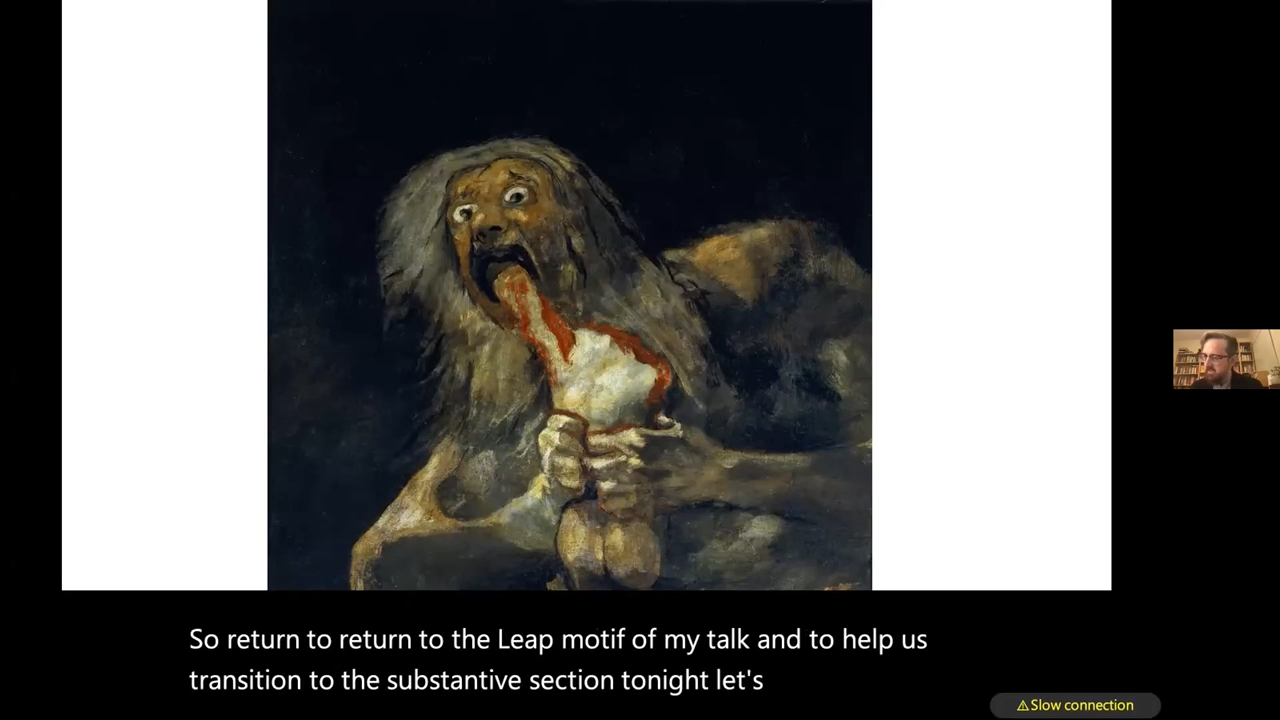 So return to return to the Leap motif of my talk and to help us
transition to the substantive section tonight let's
⚠Slow connection